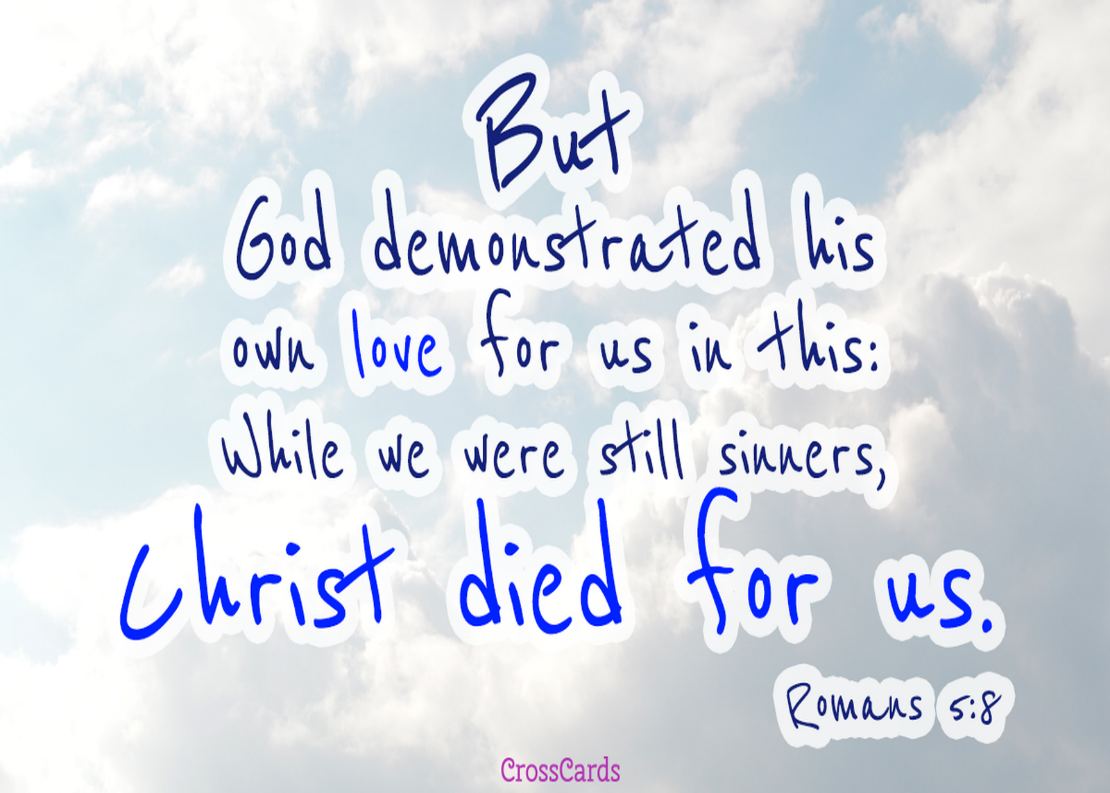 But
God demonstrated his
own love for us in this:
While we were still sinners,
Christ died for us.
Romans 5:8
CrossCards